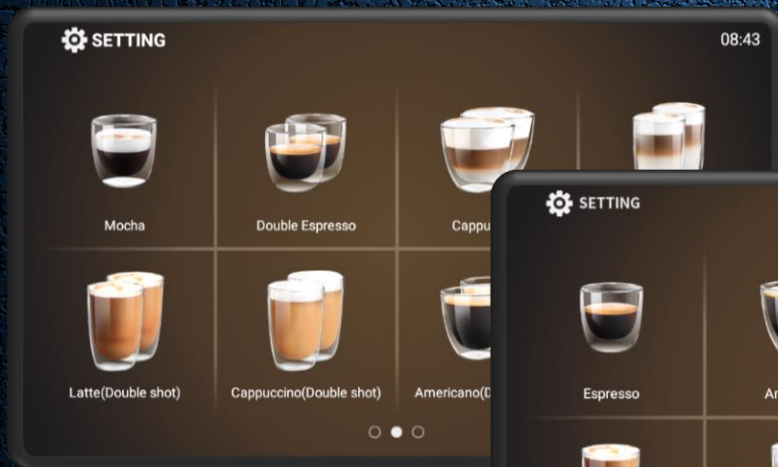 SETTING
08:43
Mocha
Double Espresso
Latte(Double shot)
Cappuccino(Double shot)
SETTING
Espresso